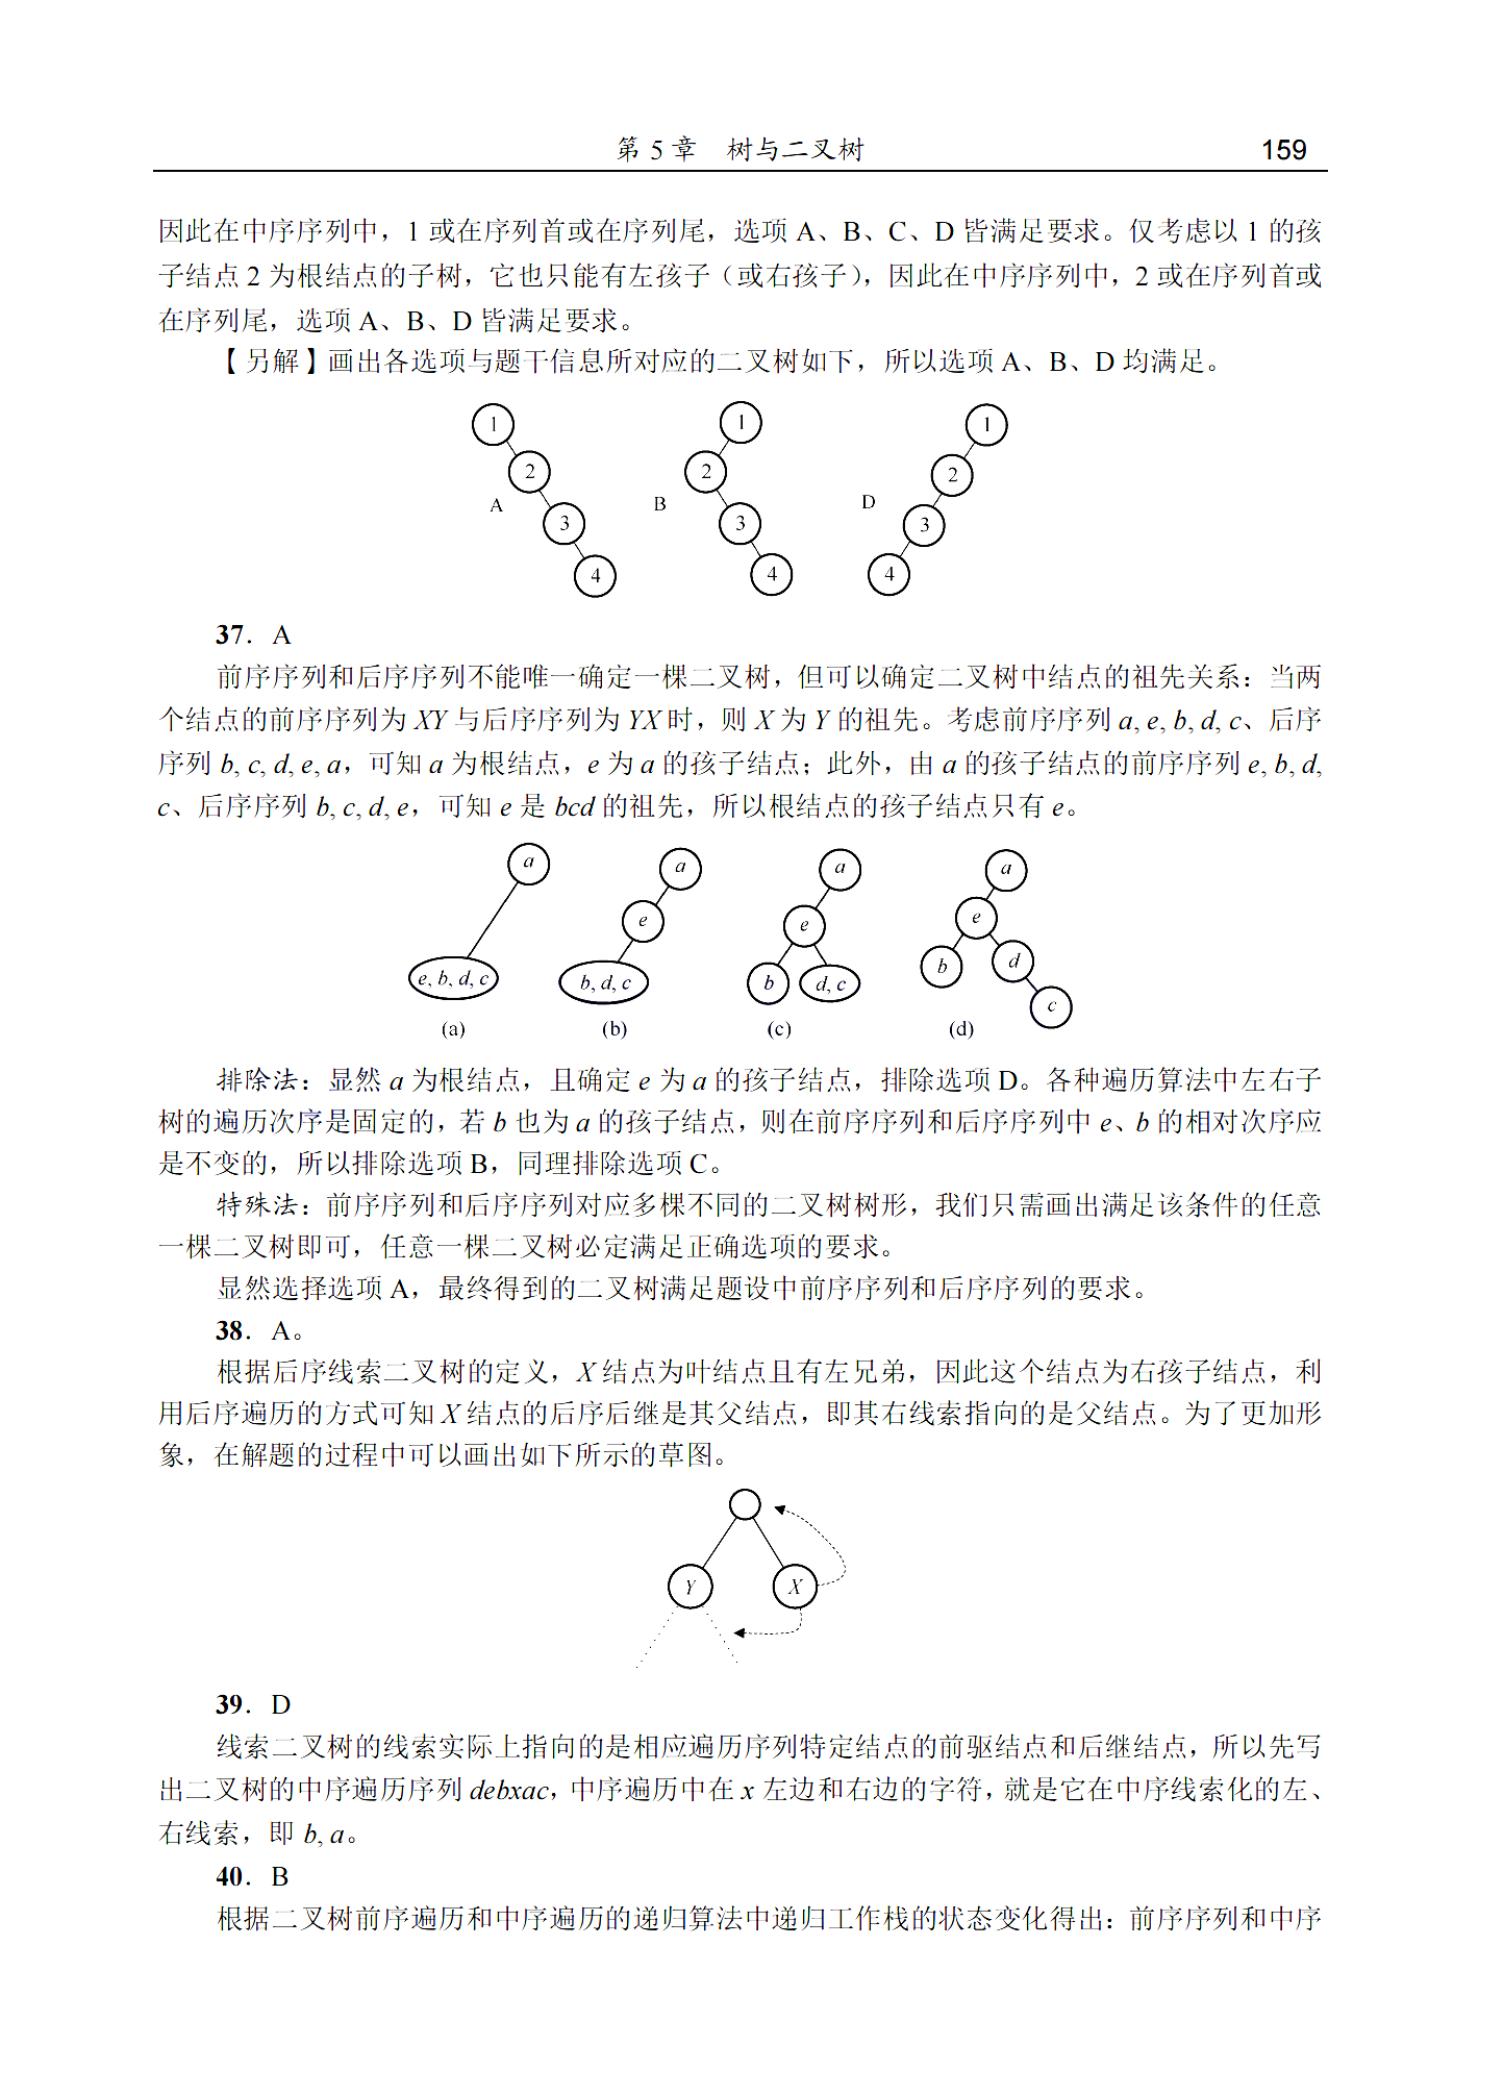 第 5 章 树与二叉树 159
因此在中序序列中，1 或在序列首或在序列尾，选项 A、B、C、D 皆满足要求。仅考虑以 1 的孩
子结点 2 为根结点的子树，它也只能有左孩子（或右孩子），因此在中序序列中，2 或在序列首或
在序列尾，选项 A、B、D 皆满足要求。
【另解】画出各选项与题干信息所对应的二叉树如下，所以选项 A、B、D 均满足。
1 1 1
2 2 2
A B D
3 3 3
4 4 4
37． A
前序序列和后序序列不能唯一确定一棵二叉树，但可以确定二叉树中结点的祖先关系：当两
个结点的前序序列为 XY 与后序序列为 YX 时，则 X 为 Y 的祖先。考虑前序序列 a, e, b, d, c、后序
序列 b, c, d, e, a，可知 a 为根结点，e 为 a 的孩子结点；此外，由 a 的孩子结点的前序序列 e, b, d,
c、后序序列 b, c, d, e，可知 e 是 bcd 的祖先，所以根结点的孩子结点只有 e。
a a a a
e e e
e, b, d, c b, d, c b d, c b d
c
(a) (b) (c) (d)
排除法：显然 a 为根结点，且确定 e 为 a 的孩子结点，排除选项 D。各种遍历算法中左右子
树的遍历次序是固定的，若 b 也为 a 的孩子结点，则在前序序列和后序序列中 e、b 的相对次序应
是不变的，所以排除选项 B，同理排除选项 C。
特殊法：前序序列和后序序列对应多棵不同的二叉树树形，我们只需画出满足该条件的任意
一棵二叉树即可，任意一棵二叉树必定满足正确选项的要求。
显然选择选项 A，最终得到的二叉树满足题设中前序序列和后序序列的要求。
38． A。
根据后序线索二叉树的定义，X 结点为叶结点且有左兄弟，因此这个结点为右孩子结点，利
用后序遍历的方式可知 X 结点的后序后继是其父结点，即其右线索指向的是父结点。为了更加形
象，在解题的过程中可以画出如下所示的草图。
Y X
39． D
线索二叉树的线索实际上指向的是相应遍历序列特定结点的前驱结点和后继结点，所以先写
出二叉树的中序遍历序列 debxac，中序遍历中在 x 左边和右边的字符，就是它在中序线索化的左、
右线索，即 b, a。
40． B
根据二叉树前序遍历和中序遍历的递归算法中递归工作栈的状态变化得出：前序序列和中序